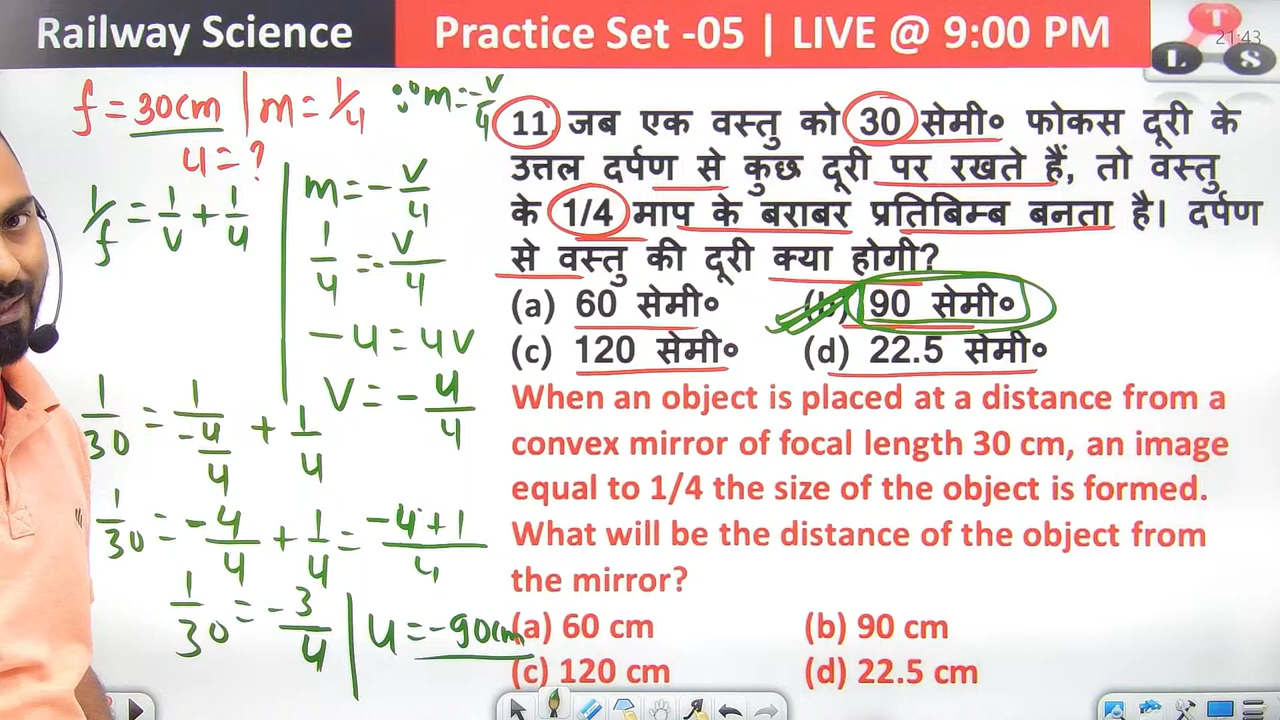 Railway Science
Practice Set -05 | LIVE @ 9:00 PM
T
L S
21:43
f = 30cm | m = 1/4
∵ m = -v/u
u = ?
1/f = 1/v + 1/u
m = - v/u
1/4 = - v/u
-u = 4v
v = - u/4
1/30 = 1/(-u/4) + 1/u
1/30 = -4/u + 1/u = (-4+1)/u
1/30 = -3/u | u = -90cm
11 जब एक वस्तु को 30 सेमी० फोकस दूरी के
उत्तल दर्पण से कुछ दूरी पर रखते हैं, तो वस्तु
के 1/4 माप के बराबर प्रतिबिम्ब बनता है। दर्पण
से वस्तु की दूरी क्या होगी?
(a) 60 सेमी० (b) 90 सेमी०
(c) 120 सेमी० (d) 22.5 सेमी०
When an object is placed at a distance from a
convex mirror of focal length 30 cm, an image
equal to 1/4 the size of the object is formed.
What will be the distance of the object from
the mirror?
(a) 60 cm (b) 90 cm
(c) 120 cm (d) 22.5 cm